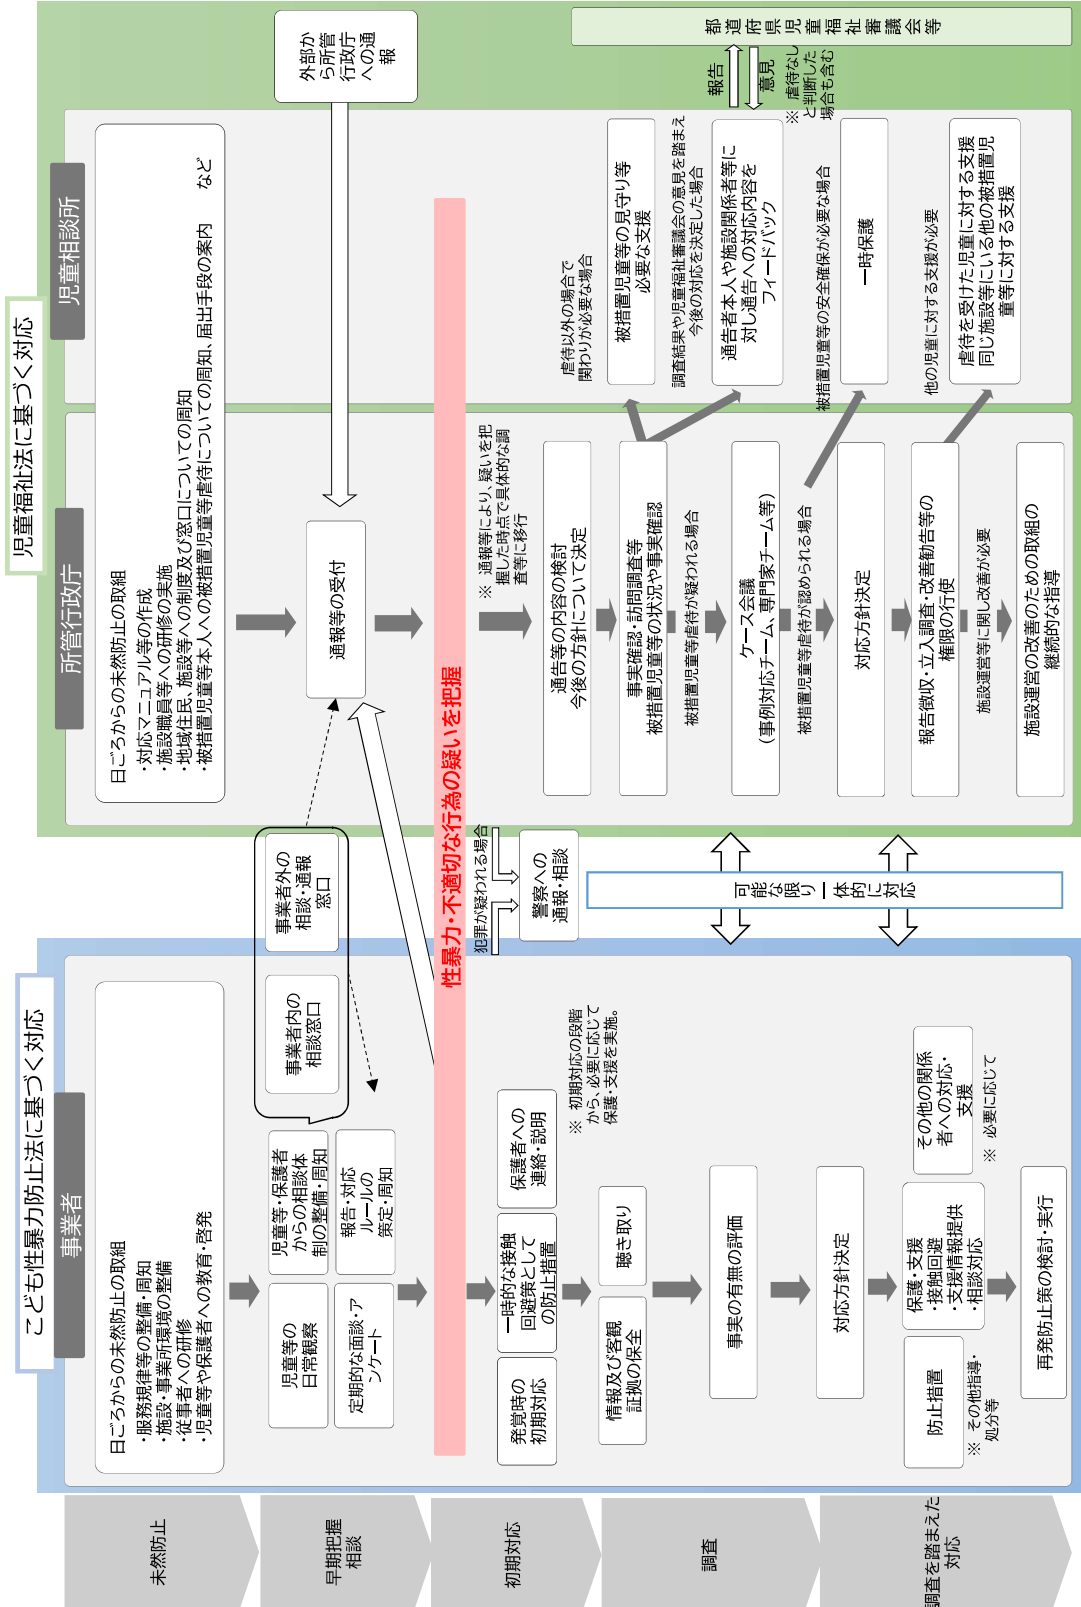 こども性暴力防止法に基づく対応
児童福祉法に基づく対応
事業者
所管行政庁
児童相談所
未然防止
早期把握
相談
初期対応
調査
調査を踏まえた
対応
日ごろからの未然防止の取組
・服務規律等の整備・周知
・施設・事業所環境の整備
・従事者への研修
・児童等や保護者への教育・啓発
児童等の
日常観察
児童等・保護者
からの相談体
制の整備・周知
定期的な面談・ア
ンケート
報告・対応
ルールの
策定・周知
事業者内の
相談窓口
事業者外の
相談・通報
窓口
性暴力・不適切な行為の疑いを把握
発覚時の
初期対応
一時的な接触
回避策として
の防止措置
保護者への
連絡・説明
※ 初期対応の段階
から、必要に応じて
保護・支援を実施。
情報及び客観
証拠の保全
聴き取り
事実の有無の評価
対応方針決定
防止措置
※ その他指導・
処分等
保護・支援
・接触回避
・支援情報提供
・相談対応
その他の関係
者への対応・
支援
※ 必要に応じて
再発防止策の検討・実行
犯罪が疑われる場合
警察への
通報・相談
可能な限り一体的に対応
日ごろからの未然防止の取組
・対応マニュアル等の作成
・施設職員等への研修の実施
・地域住民、施設等への制度及び窓口についての周知
・被措置児童等本人への被措置児童等虐待についての周知、届出手段の案内 など
外部か
ら所管
行政庁
への通
報
通報等の受付
※ 通報等により、疑いを把
握した時点で具体的な調
査等に移行
通告等の内容の検討
今後の方針について決定
事実確認・訪問調査等
被措置児童等の状況や事実確認
被措置児童等虐待が疑われる場合
ケース会議
（事例対応チーム、専門家チーム等）
被措置児童等虐待が認められる場合
対応方針決定
報告徴収・立入調査・改善勧告等の
権限の行使
施設運営等に関し改善が必要
施設運営の改善のための取組の
継続的な指導
虐待以外の場合で
関わりが必要な場合
被措置児童等の見守り等
必要な支援
調査結果や児童福祉審議会の意見を踏まえ
今後の対応を決定した場合
通告者本人や施設関係者等に
対し通告への対応内容を
フィードバック
被措置児童等の安全確保が必要な場合
一時保護
他の児童に対する支援が必要
虐待を受けた児童に対する支援
同じ施設等にいる他の被措置児
童等に対する支援
報告
意見
※ 虐待なし
と判断した
場合も含む
都道府県児童福祉審議会等